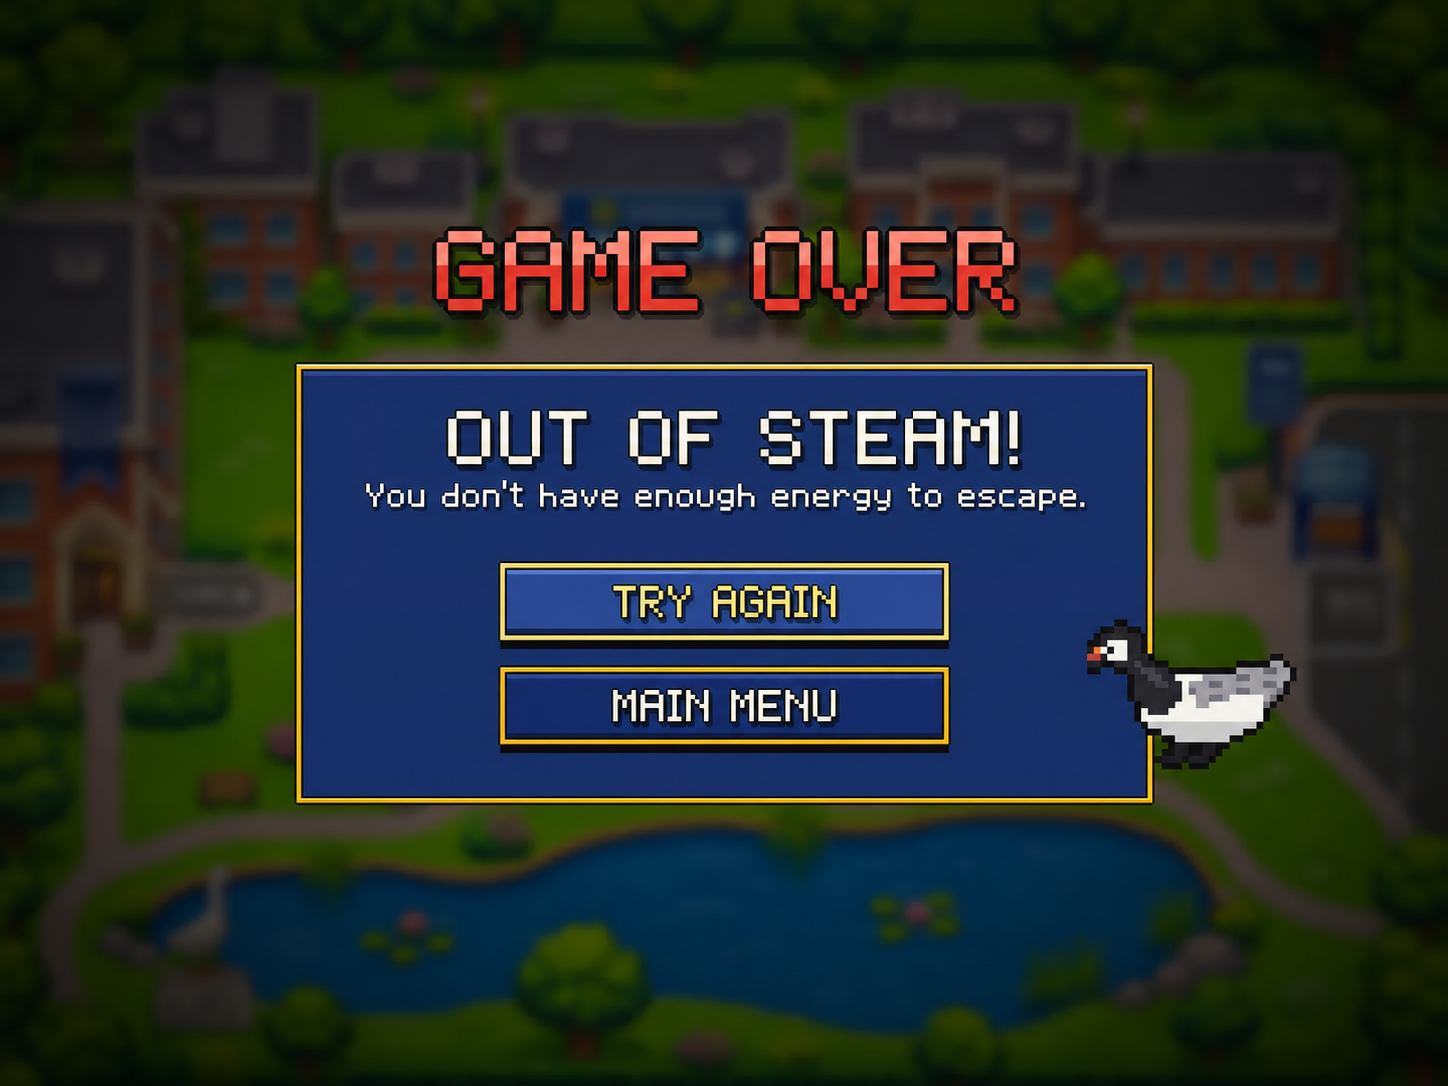 GAME OVER
OUT OF STEAM!
You don't have enough energy to escape.
TRY AGAIN
MAIN MENU